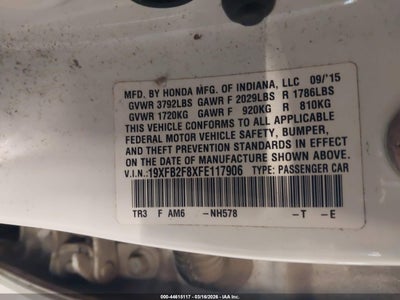 MFD. BY HONDA MFG. OF INDIANA, LLC 09/'15
GVWR 3792LBS GAWR F 2029LBS R 1786LBS
GVWR 1720KG GAWR F 920KG R 810KG
THIS VEHICLE CONFORMS TO ALL APPLICABLE
FEDERAL MOTOR VEHICLE SAFETY, BUMPER,
AND THEFT PREVENTION STANDARDS IN EFFECT
ON THE DATE OF MANUFACTURE SHOWN ABOVE.
V.I.N.: 19XFB2F8XFE117906 TYPE: PASSENGER CAR
TR3 F AM6 -NH578 -T -E
000-44615117 - 03/18/2026 - IAA Inc.